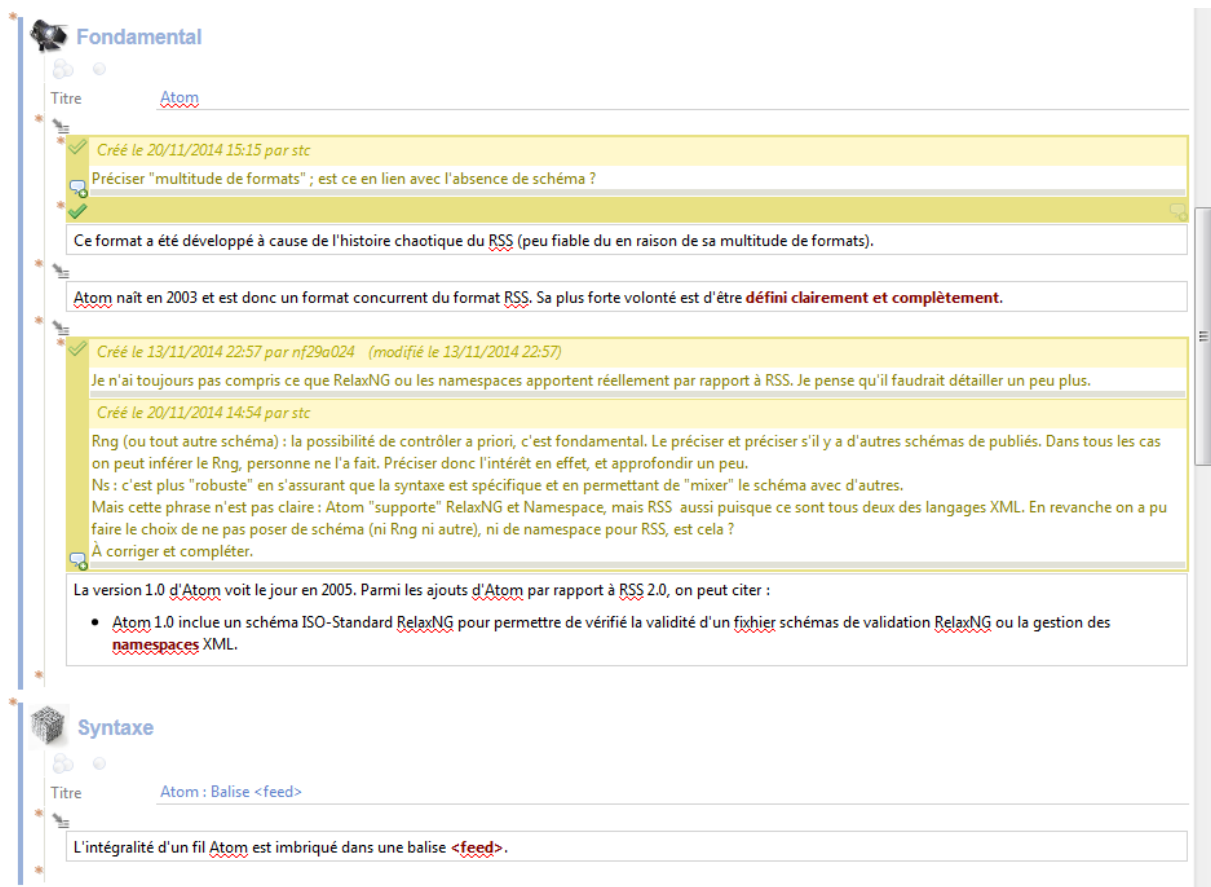 Fondamental
Titre Atom
Créé le 20/11/2014 15:15 par stc
Préciser "multitude de formats" ; est ce en lien avec l'absence de schéma ?
Ce format a été développé à cause de l'histoire chaotique du RSS (peu fiable du en raison de sa multitude de formats).
Atom naît en 2003 et est donc un format concurrent du format RSS. Sa plus forte volonté est d'être défini clairement et complètement.
Créé le 13/11/2014 22:57 par nf29a024 (modifié le 13/11/2014 22:57)
Je n'ai toujours pas compris ce que RelaxNG ou les namespaces apportent réellement par rapport à RSS. Je pense qu'il faudrait détailler un peu plus.
Créé le 20/11/2014 14:54 par stc
Rng (ou tout autre schéma) : la possibilité de contrôler a priori, c'est fondamental. Le préciser et préciser s'il y a d'autres schémas de publiés. Dans tous les cas
on peut inférer le Rng, personne ne l'a fait. Préciser donc l'intérêt en effet, et approfondir un peu.
Ns : c'est plus "robuste" en s'assurant que la syntaxe est spécifique et en permettant de "mixer" le schéma avec d'autres.
Mais cette phrase n'est pas claire : Atom "supporte" RelaxNG et Namespace, mais RSS aussi puisque ce sont tous deux des langages XML. En revanche on a pu
faire le choix de ne pas poser de schéma (ni Rng ni autre), ni de namespace pour RSS, est cela ?
À corriger et compléter.
La version 1.0 d'Atom voit le jour en 2005. Parmi les ajouts d'Atom par rapport à RSS 2.0, on peut citer :
• Atom 1.0 inclue un schéma ISO-Standard RelaxNG pour permettre de vérifié la validité d'un fixhier schémas de validation RelaxNG ou la gestion des
namespaces XML.
Syntaxe
Titre Atom : Balise <feed>
L'intégralité d'un fil Atom est imbriqué dans une balise <feed>.